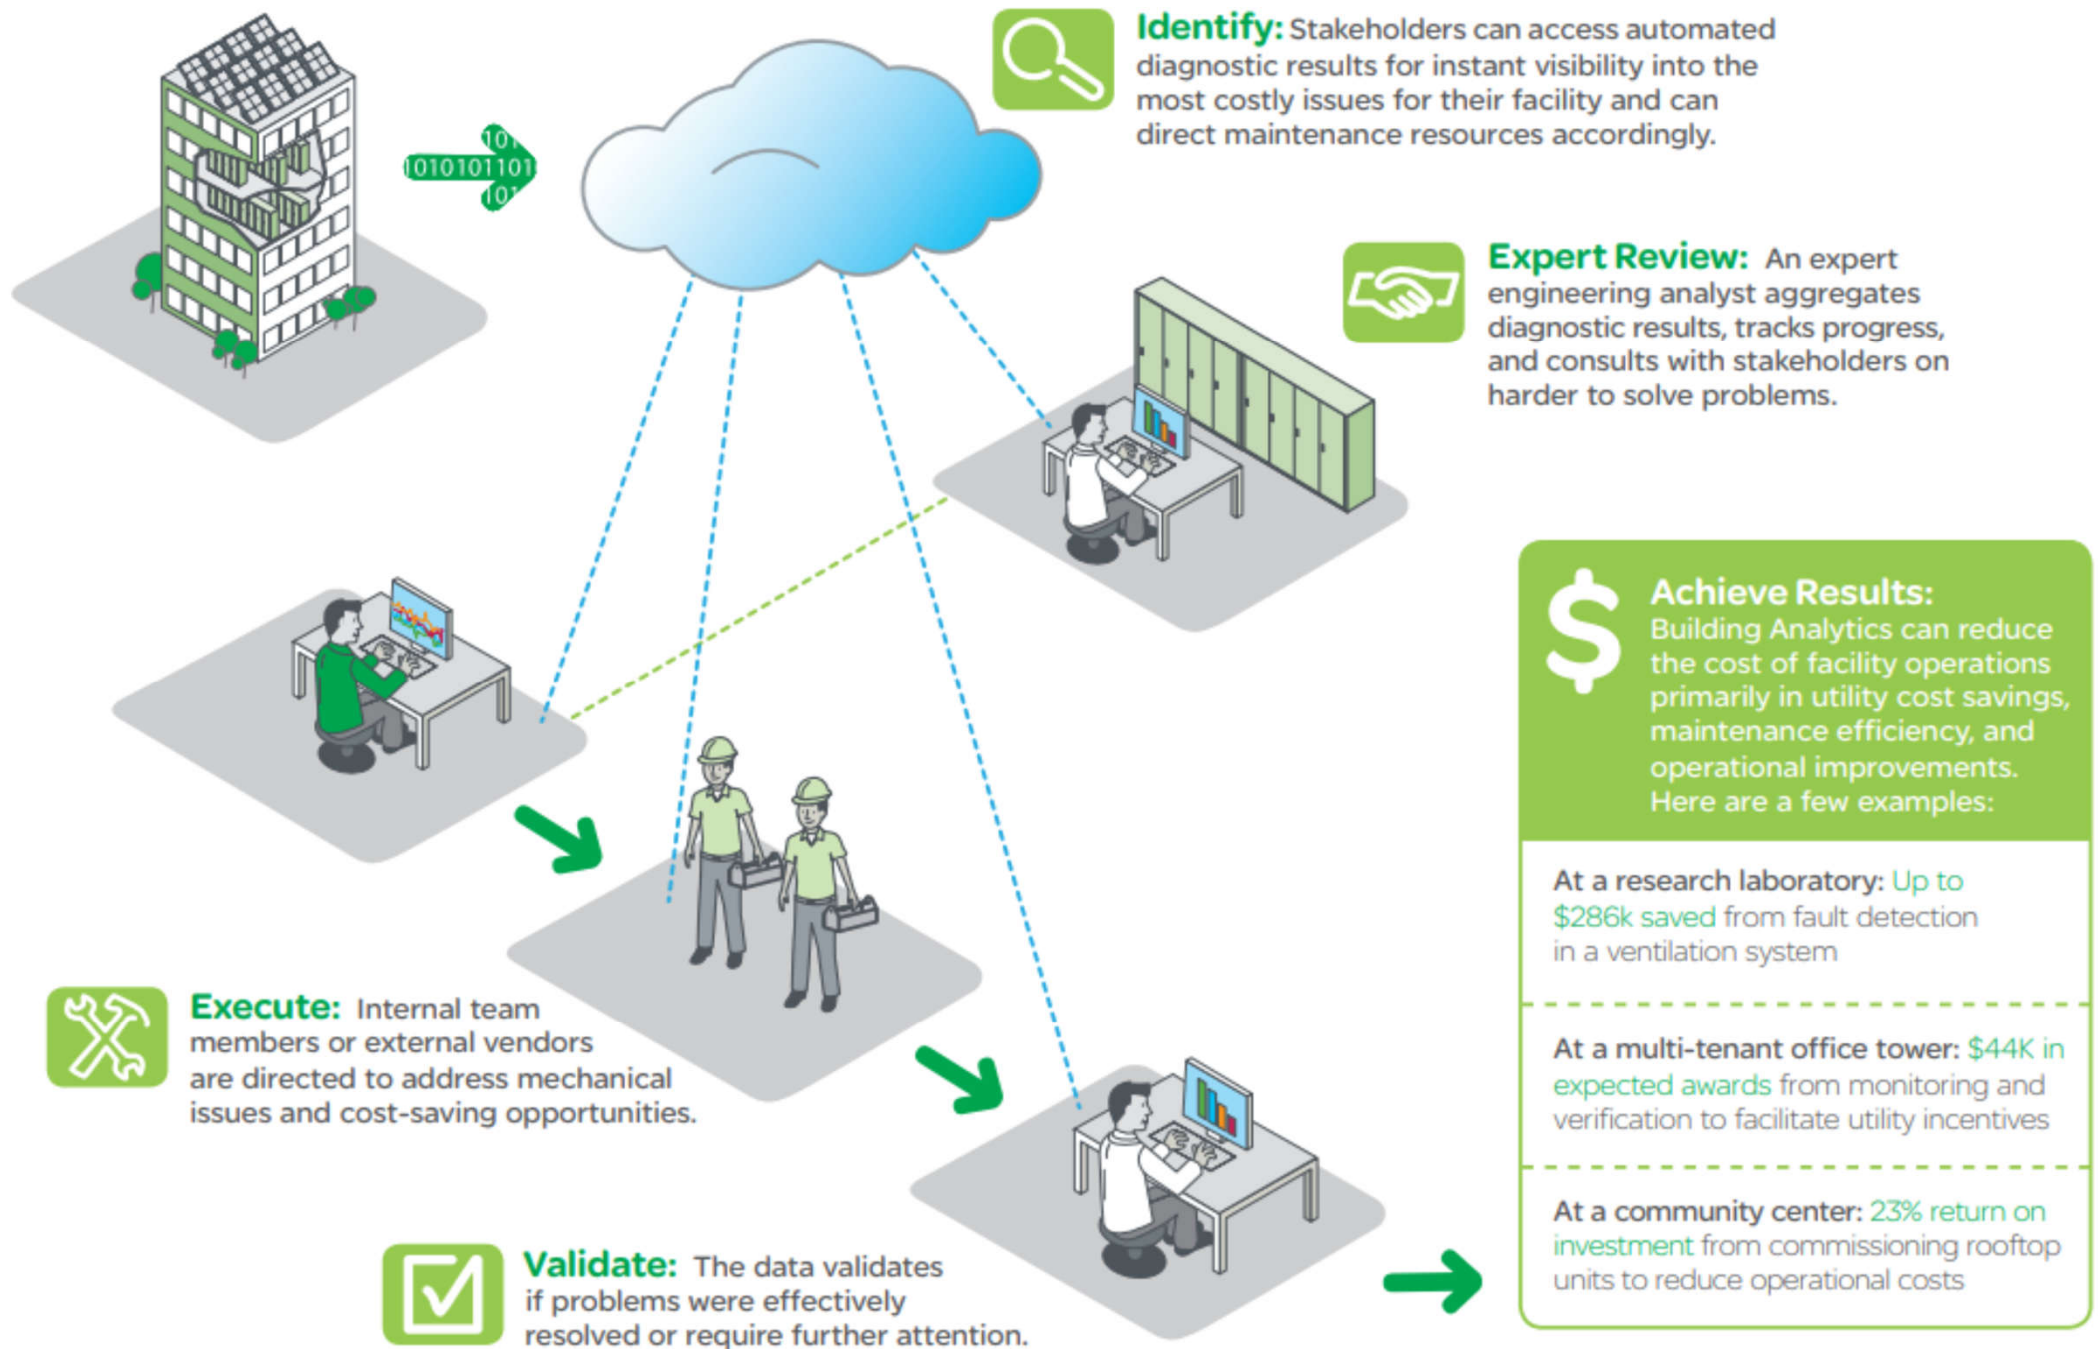 101
1010101101
101
Identify: Stakeholders can access automated
diagnostic results for instant visibility into the
most costly issues for their facility and can
direct maintenance resources accordingly.
Expert Review: An expert
engineering analyst aggregates
diagnostic results, tracks progress,
and consults with stakeholders on
harder to solve problems.
$
Achieve Results:
Building Analytics can reduce
the cost of facility operations
primarily in utility cost savings,
maintenance efficiency, and
operational improvements.
Here are a few examples:
At a research laboratory: Up to
$286k saved from fault detection
in a ventilation system
At a multi-tenant office tower: $44K in
expected awards from monitoring and
verification to facilitate utility incentives
At a community center: 23% return on
investment from commissioning rooftop
units to reduce operational costs
Execute: Internal team
members or external vendors
are directed to address mechanical
issues and cost-saving opportunities.
Validate: The data validates
if problems were effectively
resolved or require further attention.